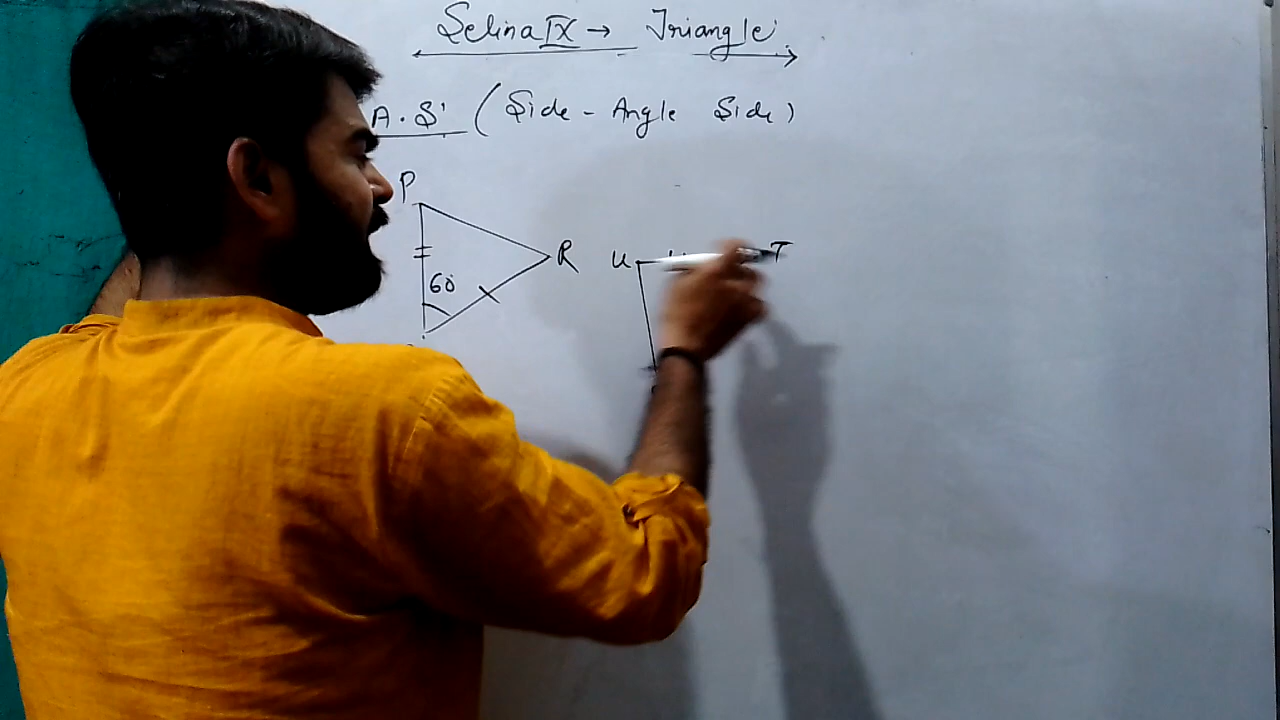 Selina IX → Triangle
A.S (Side - Angle Side)
P
R
60°
U
T